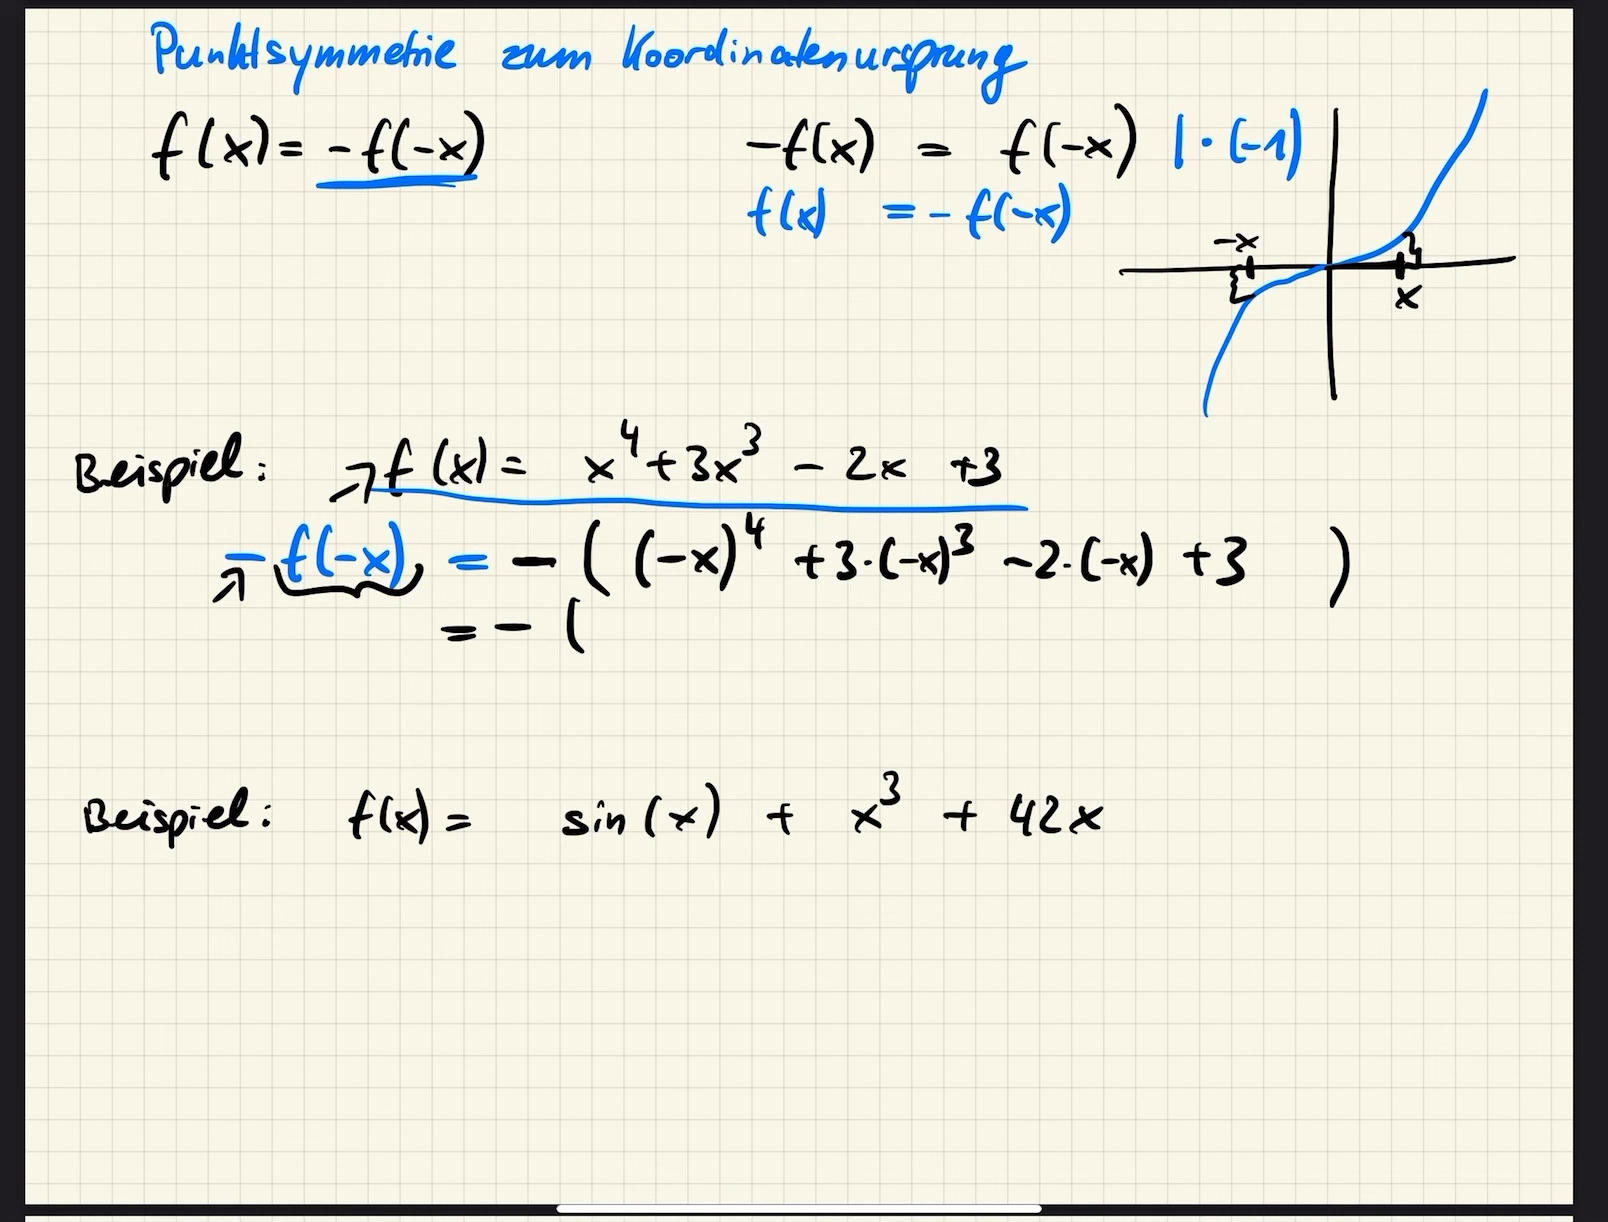 Punktsymmetrie zum Koordinatenursprung
f(x) = -f(-x)
-f(x) = f(-x) | · (-1)
f(x) = - f(-x)
-x
x
Beispiel: f(x) = x⁴ + 3x³ - 2x + 3
- f(-x) = - ( (-x)⁴ + 3·(-x)³ - 2·(-x) + 3 )
= - (
Beispiel: f(x) = sin(x) + x³ + 42x